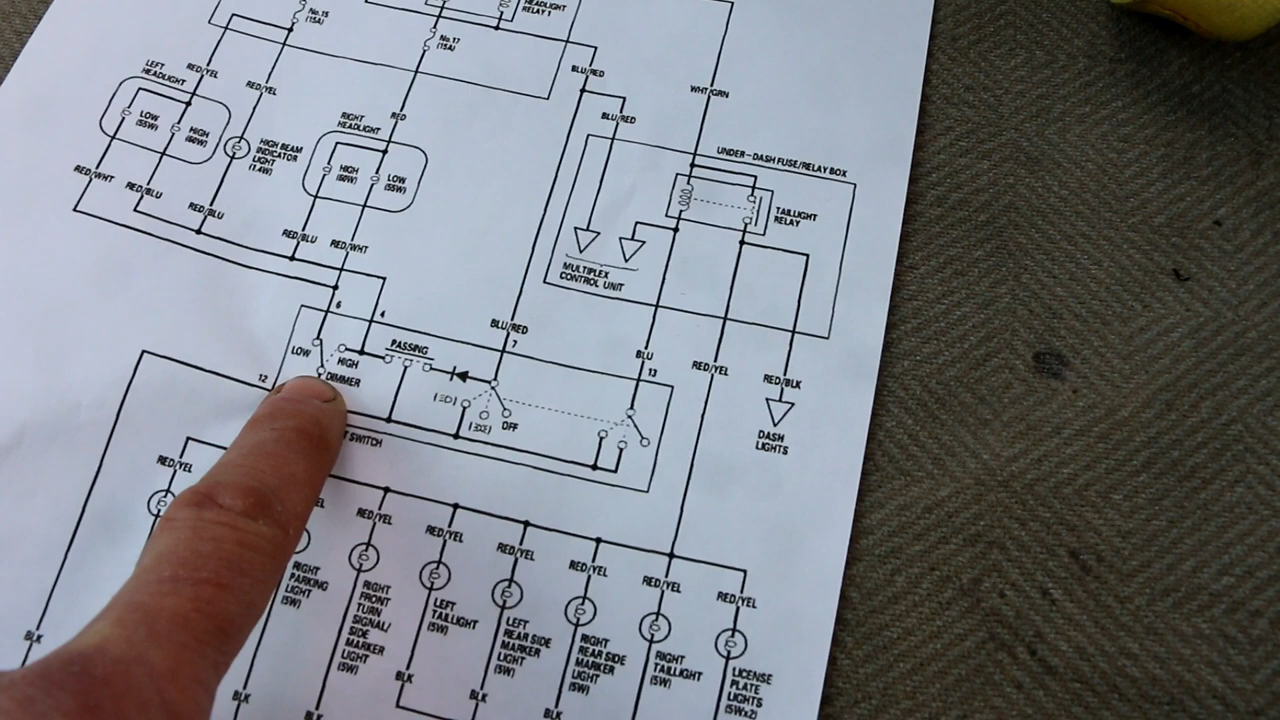 HEADLIGHT
RELAY 1
No.15
(15A)
No.17
(15A)
LEFT
HEADLIGHT
RED/YEL
RED/YEL
BLU/RED
WHT/GRN
BLU/RED
LOW
(55W)
HIGH
(60W)
HIGH BEAM
INDICATOR
LIGHT
(1.4W)
RIGHT
HEADLIGHT
RED
HIGH
(60W)
LOW
(55W)
UNDER-DASH FUSE/RELAY BOX
TAILLIGHT
RELAY
RED/WHT
RED/BLU
RED/BLU
RED/BLU
RED/WHT
MULTIPLEX
CONTROL UNIT
6
4
BLU/RED
7
BLU
13
RED/YEL
RED/BLK
LOW
HIGH
DIMMER
PASSING
12
OFF
DASH
LIGHTS
T SWITCH
RED/YEL
EL
RED/YEL
RED/YEL
RED/YEL
RED/YEL
RED/YEL
RED/YEL
RIGHT
PARKING
LIGHT
(5W)
RIGHT
FRONT
TURN
SIGNAL/
SIDE
MARKER
LIGHT
(5W)
LEFT
TAILLIGHT
(5W)
LEFT
REAR SIDE
MARKER
LIGHT
(5W)
RIGHT
REAR SIDE
MARKER
LIGHT
(5W)
RIGHT
TAILLIGHT
(5W)
LICENSE
PLATE
LIGHTS
(5Wx2)
BLK
BLK
BLK
BLK
BLK
BLK